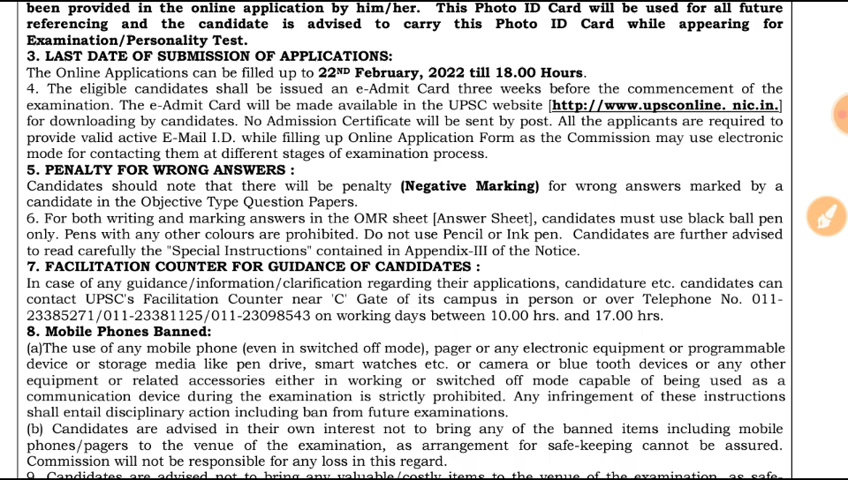 been provided in the online application by him/her. This Photo ID Card will be used for all future
referencing and the candidate is advised to carry this Photo ID Card while appearing for
Examination/Personality Test.
3. LAST DATE OF SUBMISSION OF APPLICATIONS:
The Online Applications can be filled up to 22ND February, 2022 till 18.00 Hours.
4. The eligible candidates shall be issued an e-Admit Card three weeks before the commencement of the
examination. The e-Admit Card will be made available in the UPSC website [http://www.upsconline. nic.in.]
for downloading by candidates. No Admission Certificate will be sent by post. All the applicants are required to
provide valid active E-Mail I.D. while filling up Online Application Form as the Commission may use electronic
mode for contacting them at different stages of examination process.
5. PENALTY FOR WRONG ANSWERS :
Candidates should note that there will be penalty (Negative Marking) for wrong answers marked by a
candidate in the Objective Type Question Papers.
6. For both writing and marking answers in the OMR sheet [Answer Sheet], candidates must use black ball pen
only. Pens with any other colours are prohibited. Do not use Pencil or Ink pen. Candidates are further advised
to read carefully the "Special Instructions" contained in Appendix-III of the Notice.
7. FACILITATION COUNTER FOR GUIDANCE OF CANDIDATES :
In case of any guidance/information/clarification regarding their applications, candidature etc. candidates can
contact UPSC's Facilitation Counter near 'C' Gate of its campus in person or over Telephone No. 011-
23385271/011-23381125/011-23098543 on working days between 10.00 hrs. and 17.00 hrs.
8. Mobile Phones Banned:
(a)The use of any mobile phone (even in switched off mode), pager or any electronic equipment or programmable
device or storage media like pen drive, smart watches etc. or camera or blue tooth devices or any other
equipment or related accessories either in working or switched off mode capable of being used as a
communication device during the examination is strictly prohibited. Any infringement of these instructions
shall entail disciplinary action including ban from future examinations.
(b) Candidates are advised in their own interest not to bring any of the banned items including mobile
phones/pagers to the venue of the examination, as arrangement for safe-keeping cannot be assured.
Commission will not be responsible for any loss in this regard.
9. Candidates are advised not to bring any valuable/costly items to the venue of the examination, as safe-